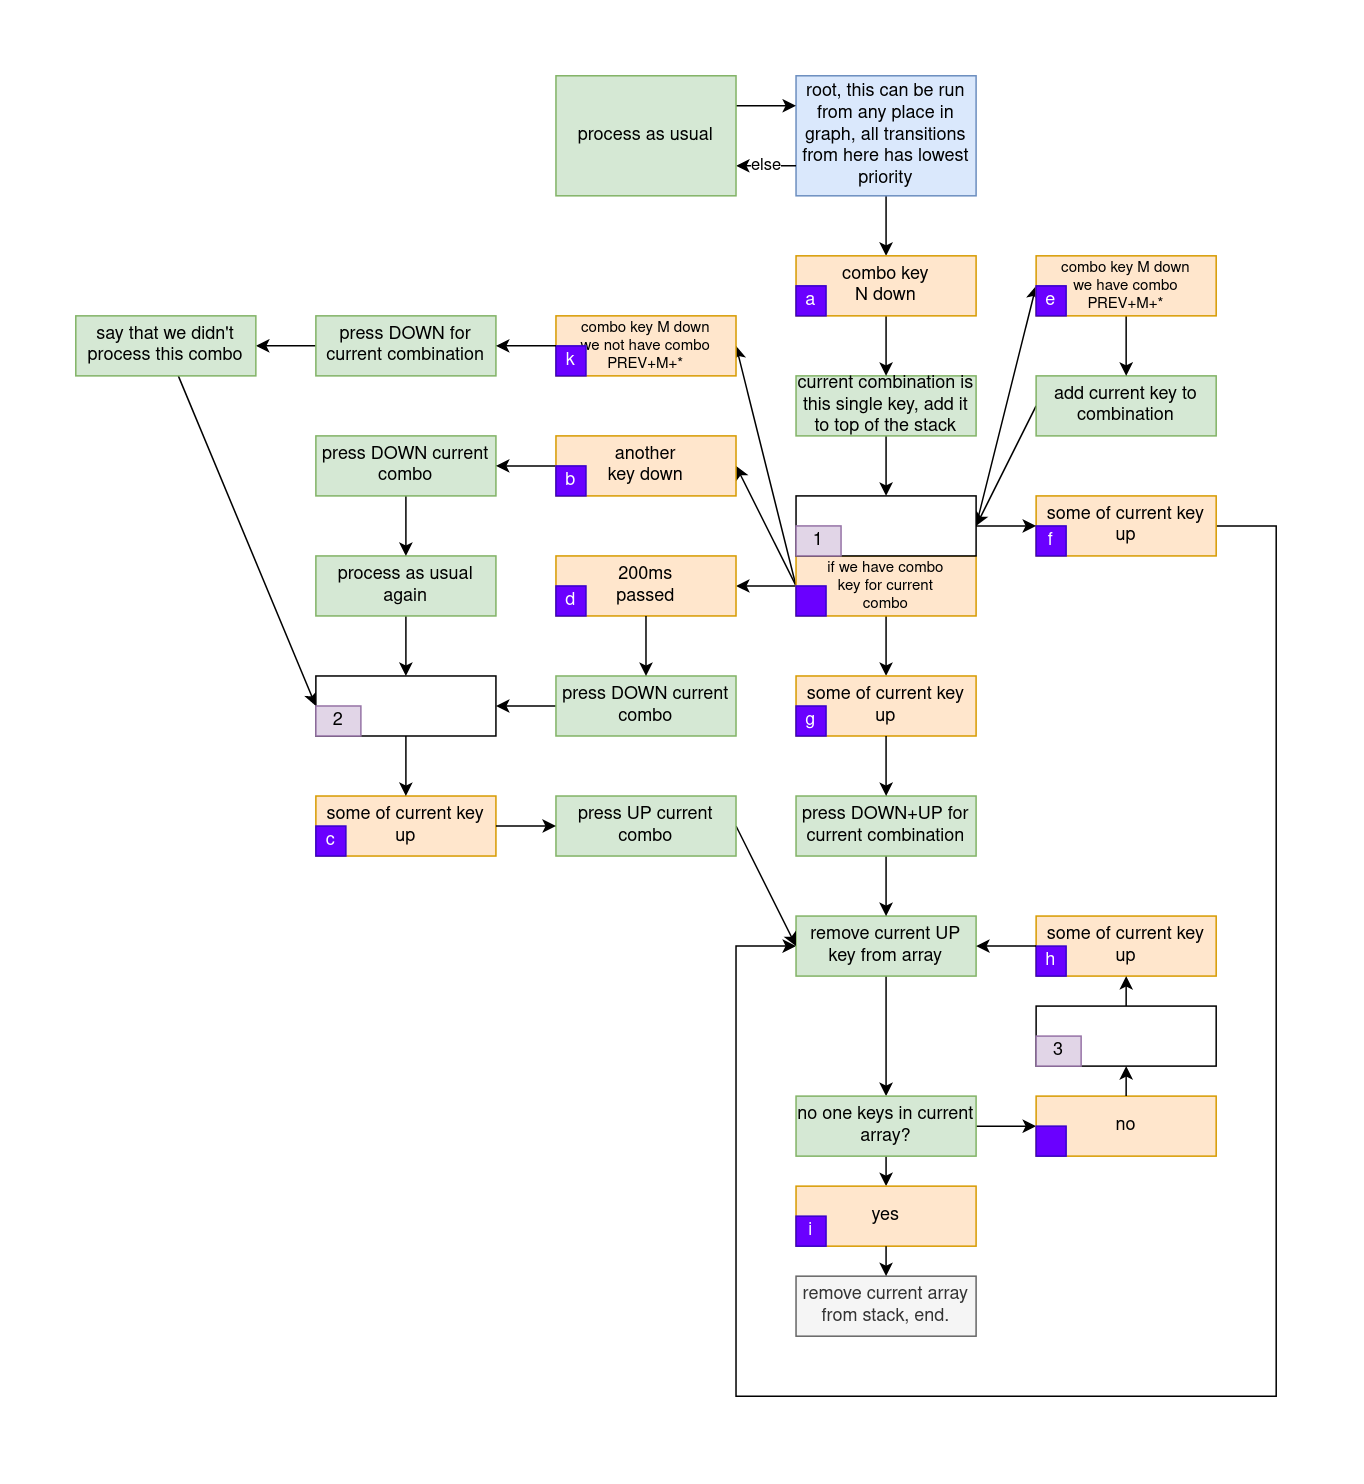 process as usual
root, this can be run
from any place in
graph, all transitions
from here has lowest
priority
else
combo key
N down
a
combo key M down
we have combo
PREV+M+*
e
say that we didn't
process this combo
press DOWN for
current combination
combo key M down
we not have combo
PREV+M+*
k
current combination is
this single key, add it
to top of the stack
add current key to
combination
press DOWN current
combo
another
key down
b
1
some of current key
up
f
process as usual
again
200ms
passed
d
if we have combo
key for current
combo
2
press DOWN current
combo
some of current key
up
g
some of current key
up
c
press UP current
combo
press DOWN+UP for
current combination
remove current UP
key from array
some of current key
up
h
3
no one keys in current
array?
no
yes
i
remove current array
from stack, end.